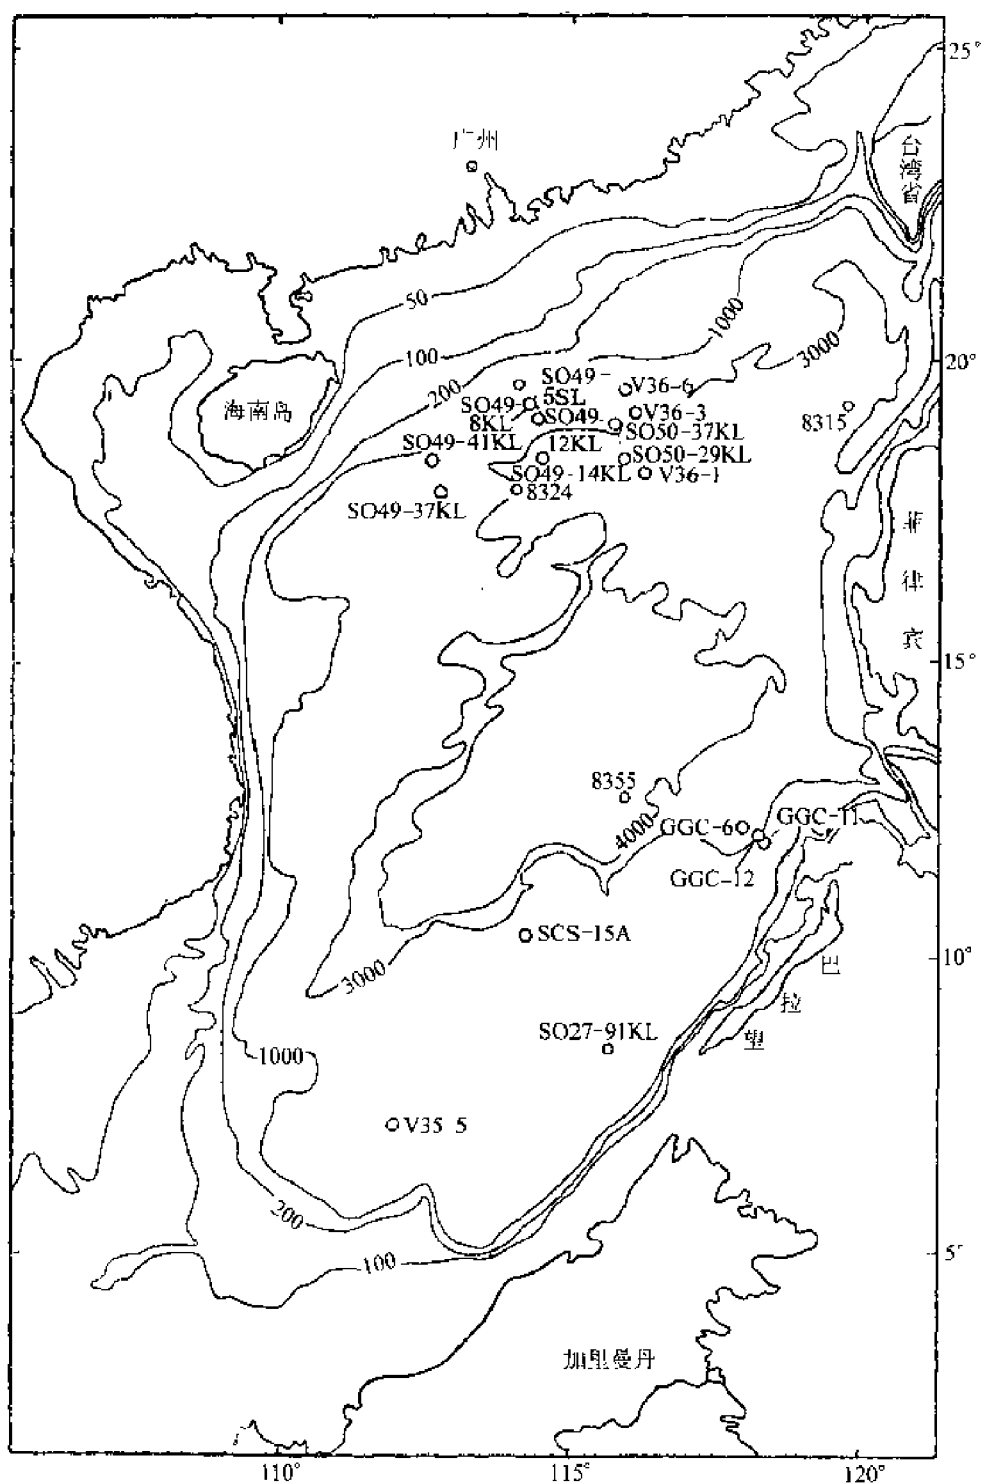 25°
广州
台湾省
50
1000
100
3000
20°
200
SO49-
5SL
V36-6
海南岛
SO49-
8KL
SO49-
12KL
V36-3
8315
SO50-37KL
SO49-41KL
SO50-29KL
SO49-14KL
V36-1
8324
SO49-37KL
菲律宾
15°
8355
4000
GGC-6
GGC-11
GGC-12
SCS-15A
3000
10°
巴拉望
SO27-91KL
1000
V35-5
200
100
5°
加里曼丹
110°
115°
120°